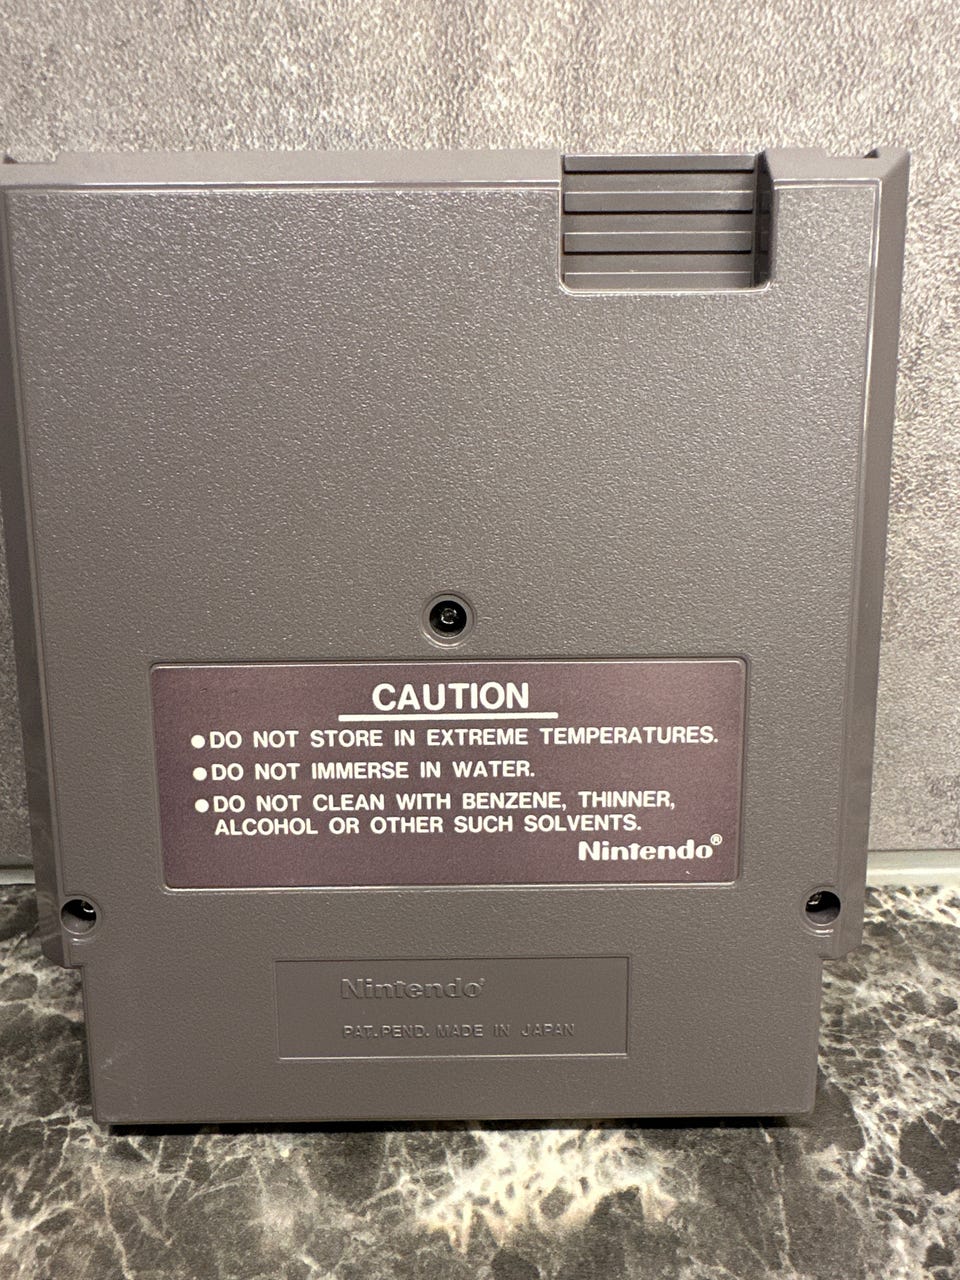 CAUTION
●DO NOT STORE IN EXTREME TEMPERATURES.
●DO NOT IMMERSE IN WATER.
●DO NOT CLEAN WITH BENZENE, THINNER,
ALCOHOL OR OTHER SUCH SOLVENTS.
Nintendo®
Nintendo®
PAT.PEND. MADE IN JAPAN